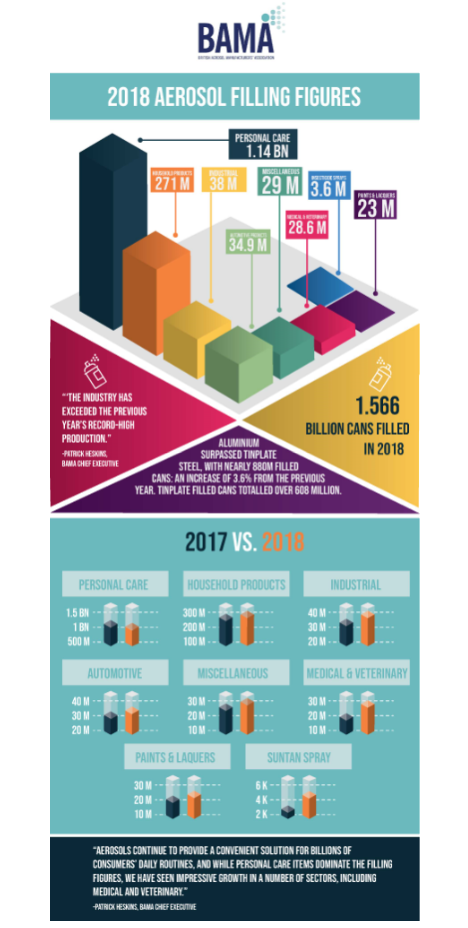 BAMA
BRITISH AEROSOL MANUFACTURERS' ASSOCIATION
2018 AEROSOL FILLING FIGURES
PERSONAL CARE
1.14 BN
HOUSEHOLD PRODUCTS
271 M
INDUSTRIAL
38 M
MISCELLANEOUS
29 M
INSECTICIDE SPRAYS
3.6 M
PAINTS & LAQUERS
23 M
MEDICAL & VETERINARY
28.6 M
AUTOMOTIVE PRODUCTS
34.9 M
"'THE INDUSTRY HAS
EXCEEDED THE PREVIOUS
YEAR'S RECORD-HIGH
PRODUCTION."
-PATRICK HESKINS,
BAMA CHIEF EXECUTIVE
1.566
BILLION CANS FILLED
IN 2018
ALUMINIUM
SURPASSED TINPLATE
STEEL, WITH NEARLY 880M FILLED
CANS: AN INCREASE OF 3.6% FROM THE PREVIOUS
YEAR. TINPLATE FILLED CANS TOTALLED OVER 608 MILLION.
2017 VS. 2018
PERSONAL CARE
1.5 BN
1 BN
500 M
HOUSEHOLD PRODUCTS
300 M
200 M
100 M
INDUSTRIAL
40 M
30 M
20 M
AUTOMOTIVE
40 M
30 M
20 M
MISCELLANEOUS
30 M
20 M
10 M
MEDICAL & VETERINARY
30 M
20 M
10 M
PAINTS & LAQUERS
30 M
20 M
10 M
SUNTAN SPRAY
6 K
4 K
2 K
"AEROSOLS CONTINUE TO PROVIDE A CONVENIENT SOLUTION FOR BILLIONS OF
CONSUMERS' DAILY ROUTINES, AND WHILE PERSONAL CARE ITEMS DOMINATE THE FILLING
FIGURES, WE HAVE SEEN IMPRESSIVE GROWTH IN A NUMBER OF SECTORS, INCLUDING
MEDICAL AND VETERINARY."
-PATRICK HESKINS, BAMA CHIEF EXECUTIVE